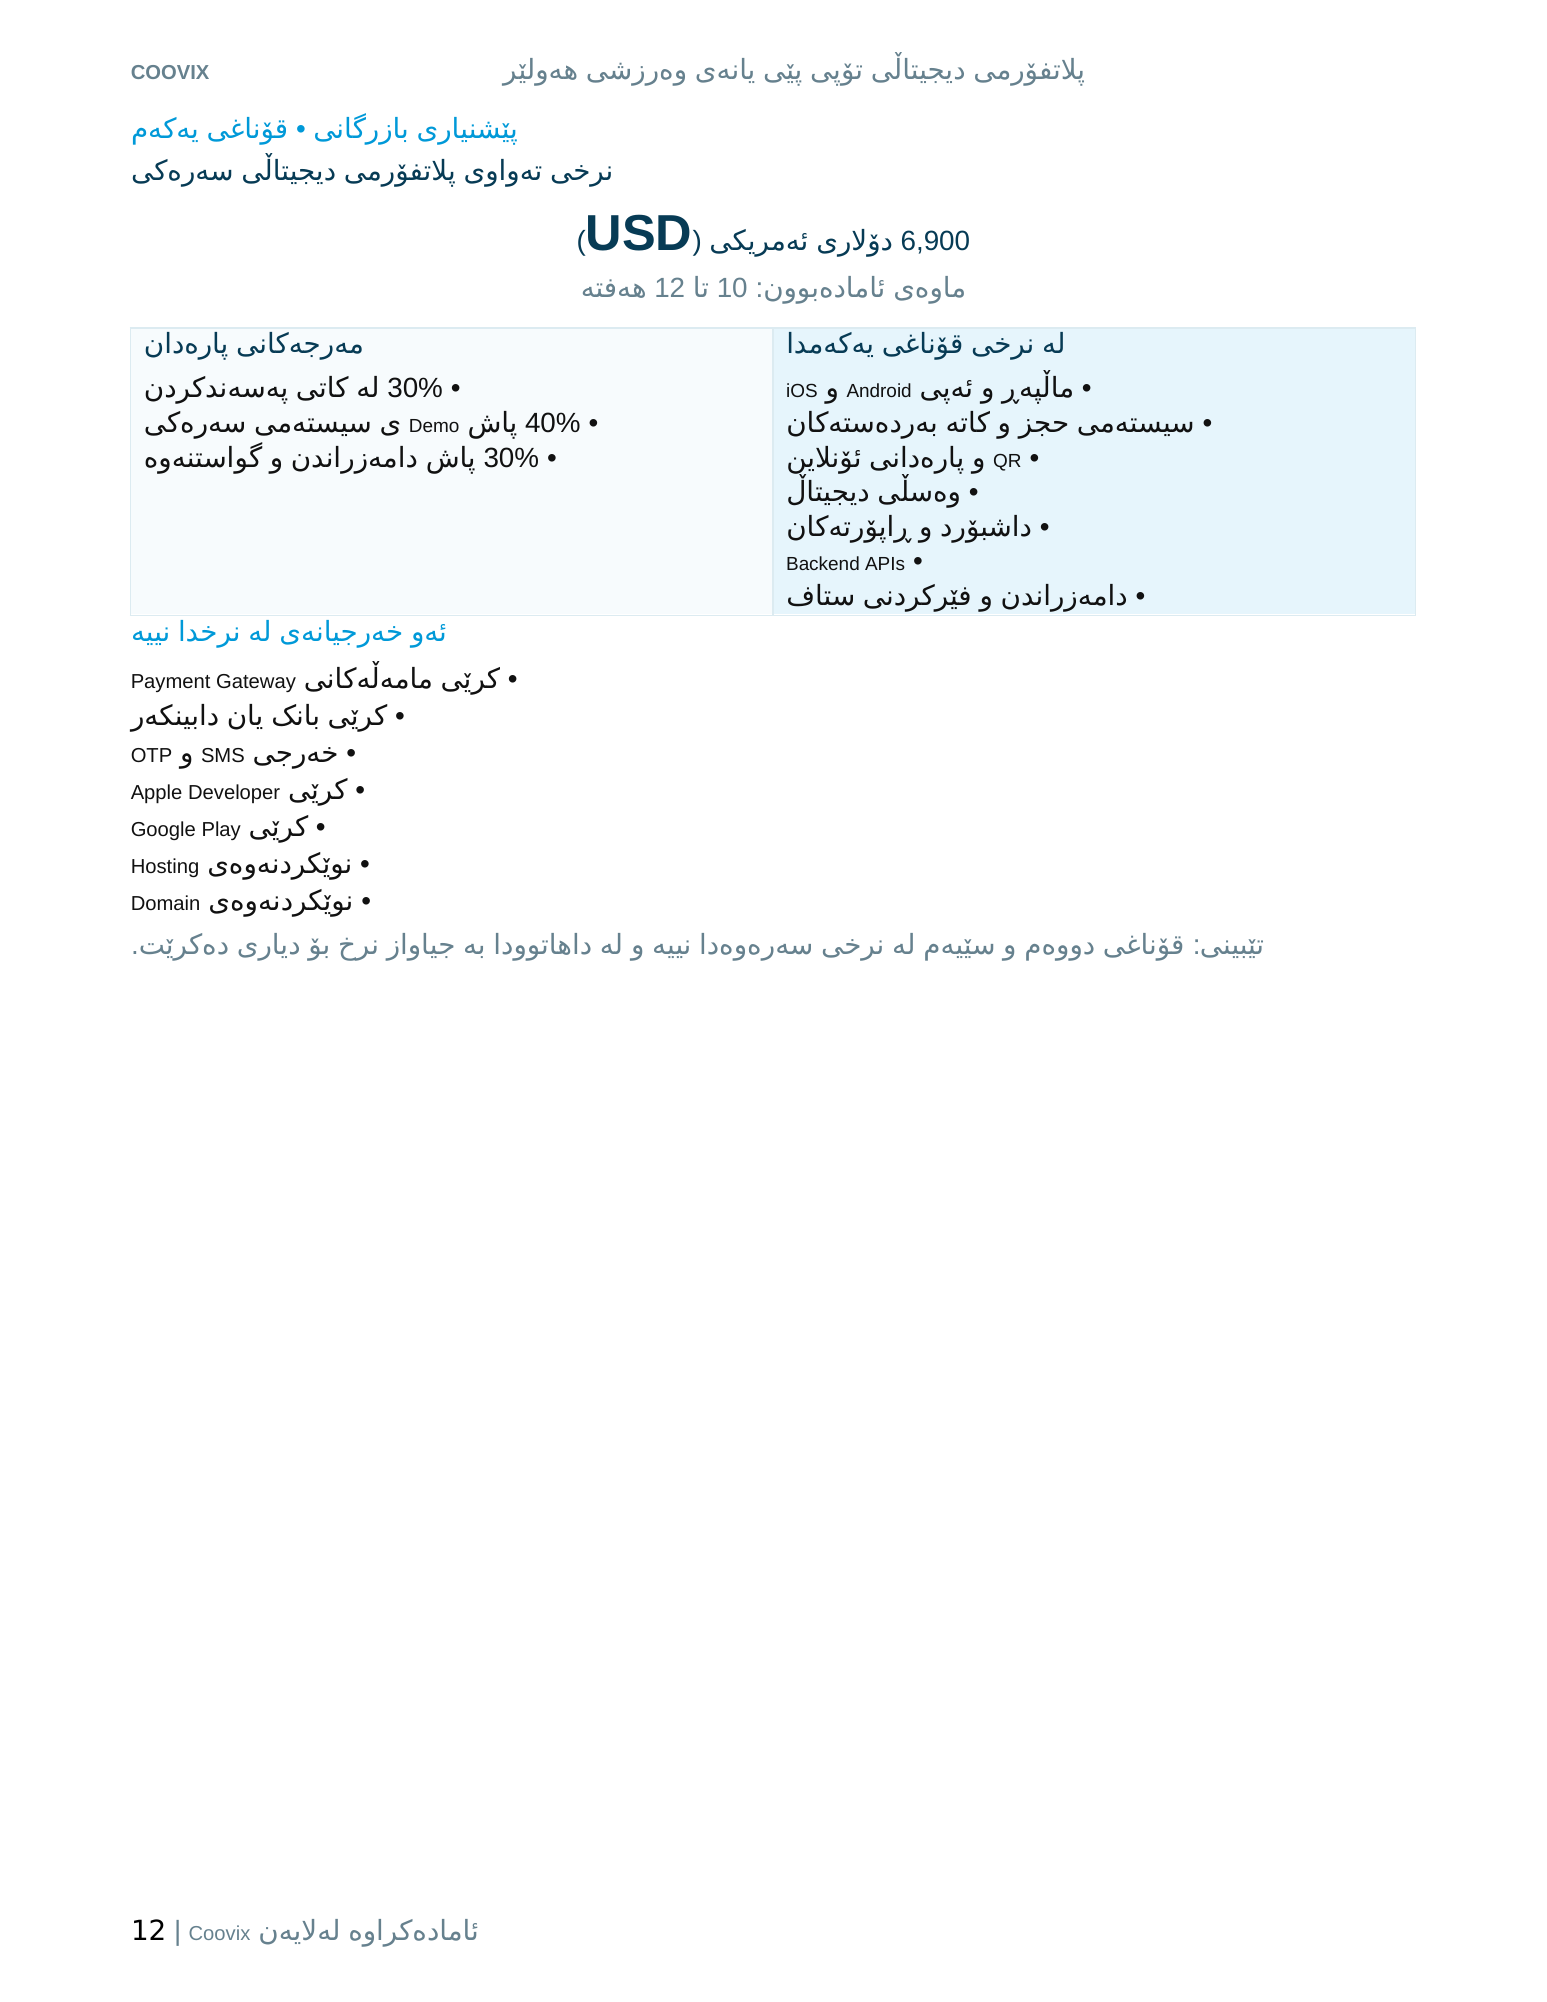 پلاتفۆرمی دیجیتاڵی تۆپی پێی یانەی وەرزشی هەولێر COOVIX
پێشنیاری بازرگانی • قۆناغی یەکەم
نرخی تەواوی پلاتفۆرمی دیجیتاڵی سەرەکی
6,900 دۆلاری ئەمریکی (USD)
ماوەی ئامادەبوون: 10 تا 12 هەفتە
لە نرخی قۆناغی یەکەمدا
• ماڵپەڕ و ئەپی Android و iOS
• سیستەمی حجز و کاتە بەردەستەکان
• QR و پارەدانی ئۆنلاین
• وەسڵی دیجیتاڵ
• داشبۆرد و ڕاپۆرتەکان
• Backend APIs
• دامەزراندن و فێرکردنی ستاف
مەرجەکانی پارەدان
• 30% لە کاتی پەسەندکردن
• 40% پاش Demo ی سیستەمی سەرەکی
• 30% پاش دامەزراندن و گواستنەوە
ئەو خەرجیانەی لە نرخدا نییە
• کرێی مامەڵەکانی Payment Gateway
• کرێی بانک یان دابینکەر
• خەرجی SMS و OTP
• کرێی Apple Developer
• کرێی Google Play
• نوێکردنەوەی Hosting
• نوێکردنەوەی Domain
تێبینی: قۆناغی دووەم و سێیەم لە نرخی سەرەوەدا نییە و لە داهاتوودا بە جیاواز نرخ بۆ دیاری دەکرێت.
ئامادەکراوە لەلایەن Coovix | 12